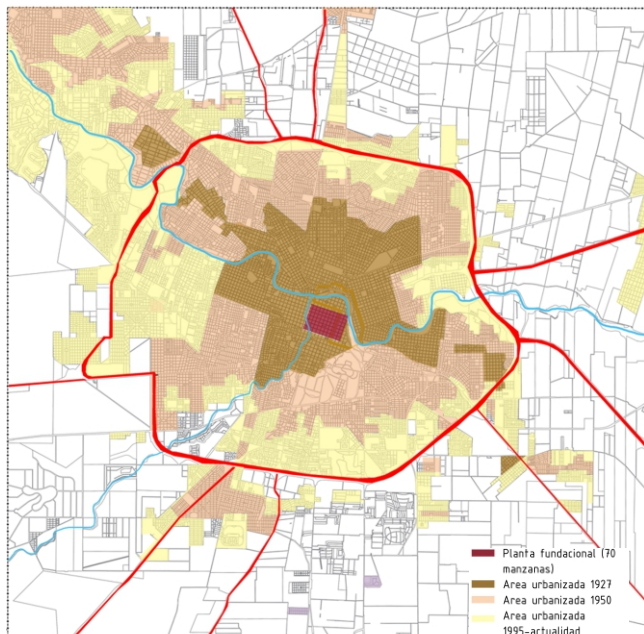 Planta fundacional (70
manzanas)
Area urbanizada 1927
Area urbanizada 1950
Area urbanizada
1995-actualidad